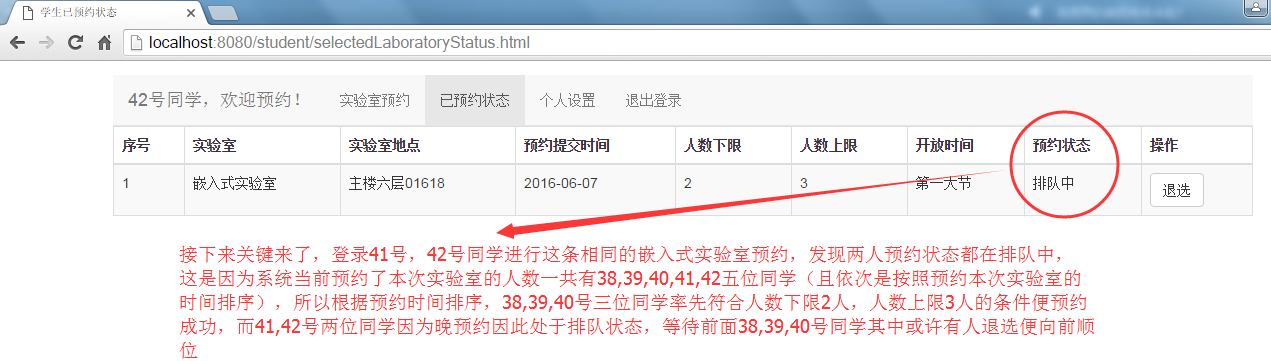 学生已预约状态
localhost:8080/student/selectedLaboratoryStatus.html
42号同学，欢迎预约！ 实验室预约 已预约状态 个人设置 退出登录
序号 实验室 实验室地点 预约提交时间 人数下限 人数上限 开放时间 预约状态 操作
1 嵌入式实验室 主楼六层01618 2016-06-07 2 3 第一大节 排队中 退选
接下来关键来了，登录41号，42号同学进行这条相同的嵌入式实验室预约，发现两人预约状态都在排队中，
这是因为系统当前预约了本次实验室的人数一共有38,39,40,41,42五位同学（且依次是按照预约本次实验室的
时间排序），所以根据预约时间排序，38,39,40号三位同学率先符合人数下限2人，人数上限3人的条件便预约
成功，而41,42号两位同学因为晚预约因此处于排队状态，等待前面38,39,40号同学其中或许有人退选便向前顺
位